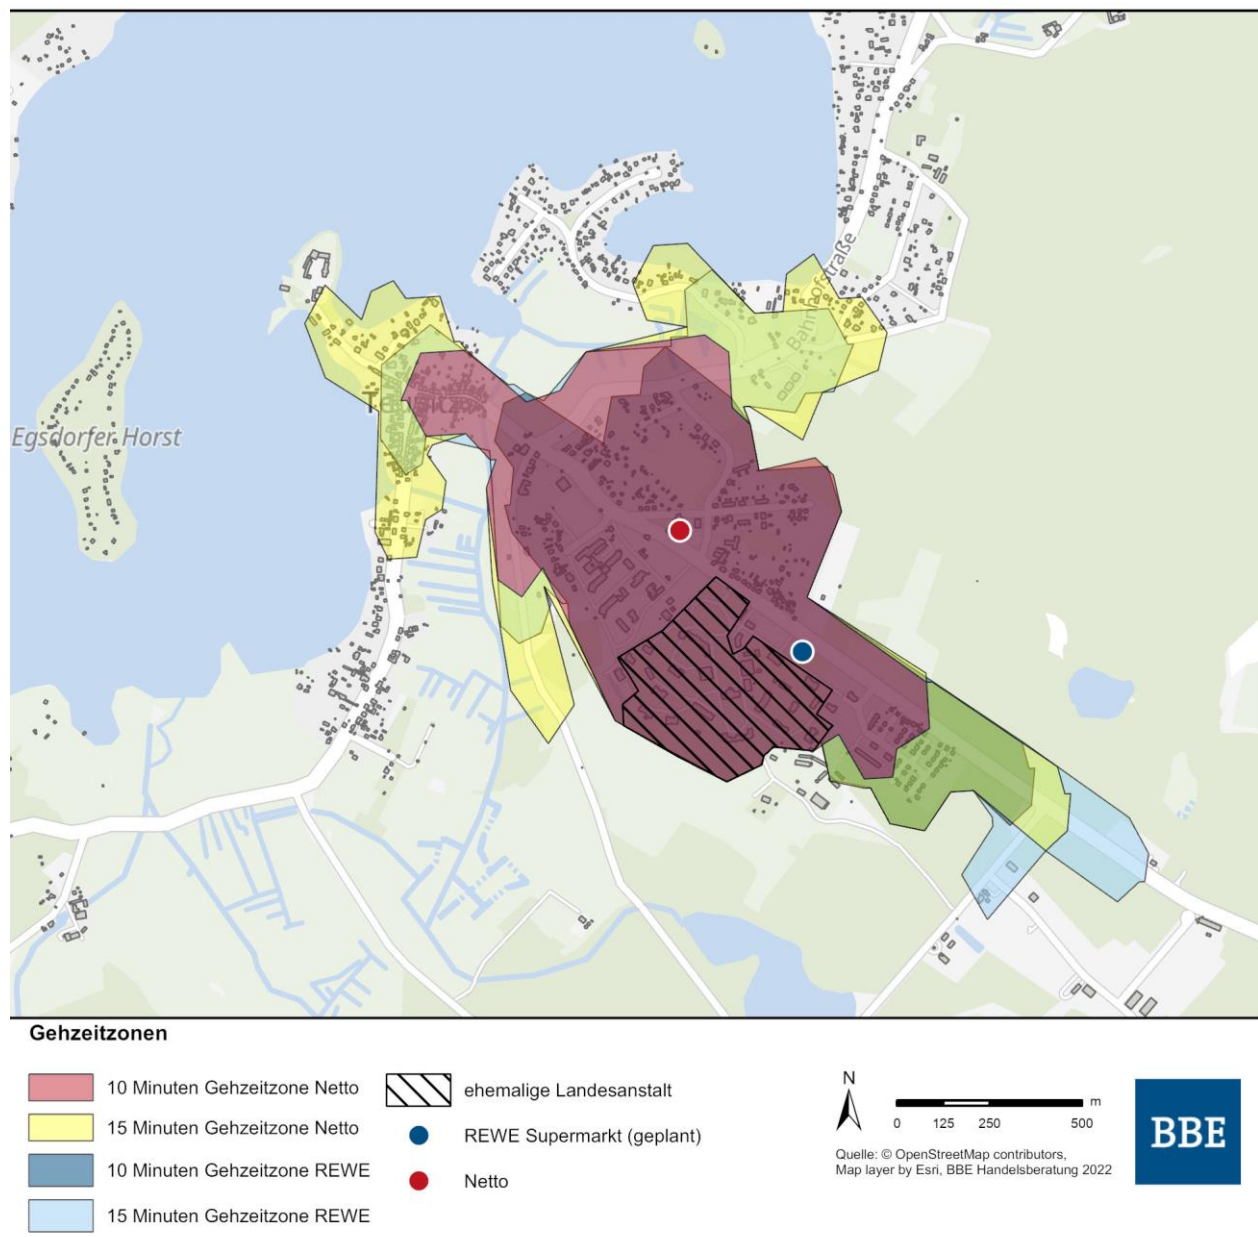 Bahnhofstraße
Egsdorfer Horst
Gehzeitzonen
10 Minuten Gehzeitzone Netto
15 Minuten Gehzeitzone Netto
10 Minuten Gehzeitzone REWE
15 Minuten Gehzeitzone REWE
ehemalige Landesanstalt
REWE Supermarkt (geplant)
Netto
N
m
0 125 250 500
Quelle: © OpenStreetMap contributors,
Map layer by Esri, BBE Handelsberatung 2022
BBE